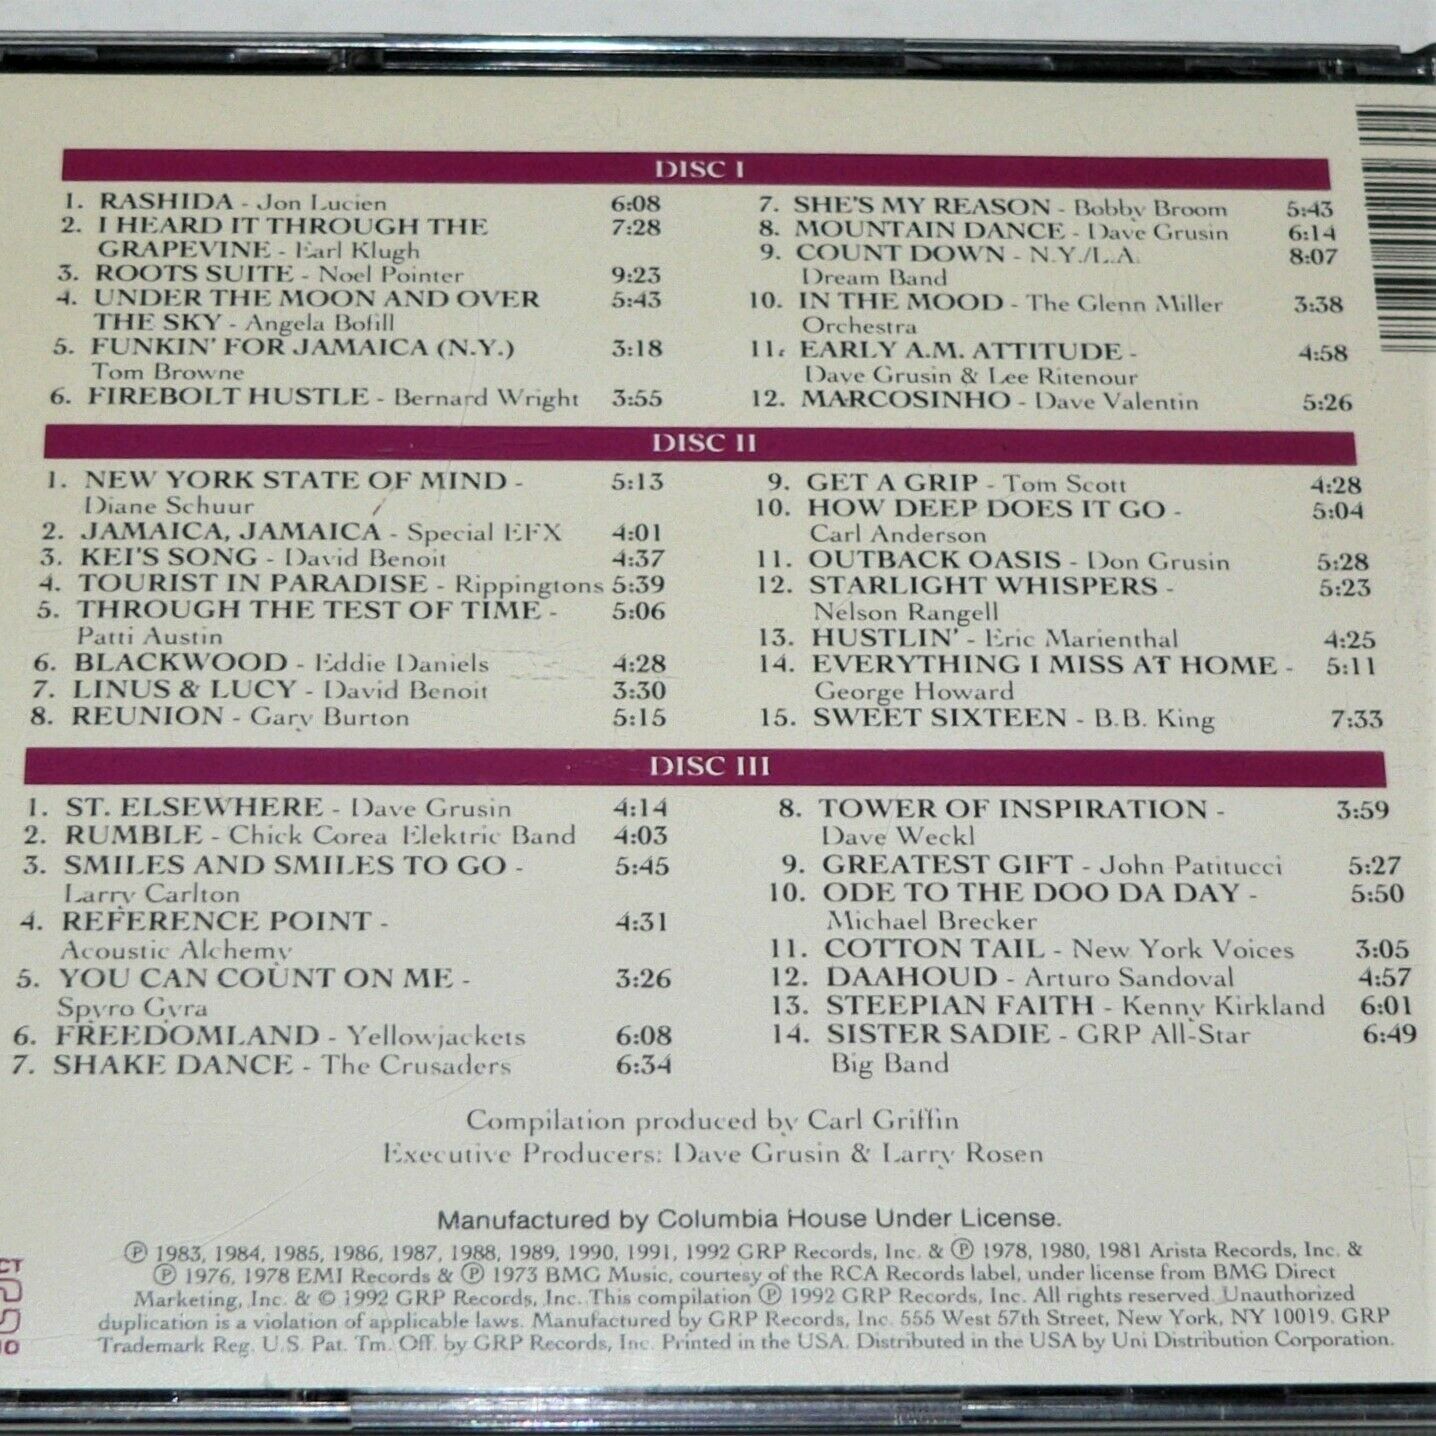 DISC I
1. RASHIDA - Jon Lucien 6:08
2. I HEARD IT THROUGH THE 7:28
GRAPEVINE - Earl Klugh
3. ROOTS SUITE - Noel Pointer 9:23
4. UNDER THE MOON AND OVER 5:43
THE SKY - Angela Bofill
5. FUNKIN' FOR JAMAICA (N.Y.) 3:18
Tom Browne
6. FIREBOLT HUSTLE - Bernard Wright 3:55
7. SHE'S MY REASON - Bobby Broom 5:43
8. MOUNTAIN DANCE - Dave Grusin 6:14
9. COUNT DOWN - N.Y./L.A. 8:07
Dream Band
10. IN THE MOOD - The Glenn Miller 3:38
Orchestra
11. EARLY A.M. ATTITUDE - 4:58
Dave Grusin & Lee Ritenour
12. MARCOSINHO - Dave Valentin 5:26
DISC II
1. NEW YORK STATE OF MIND - 5:13
Diane Schuur
2. JAMAICA, JAMAICA - Special EFX 4:01
3. KEI'S SONG - David Benoit 4:37
4. TOURIST IN PARADISE - Rippingtons 5:39
5. THROUGH THE TEST OF TIME - 5:06
Patti Austin
6. BLACKWOOD - Eddie Daniels 4:28
7. LINUS & LUCY - David Benoit 3:30
8. REUNION - Gary Burton 5:15
9. GET A GRIP - Tom Scott 4:28
10. HOW DEEP DOES IT GO - 5:04
Carl Anderson
11. OUTBACK OASIS - Don Grusin 5:28
12. STARLIGHT WHISPERS - 5:23
Nelson Rangell
13. HUSTLIN' - Eric Marienthal 4:25
14. EVERYTHING I MISS AT HOME - 5:11
George Howard
15. SWEET SIXTEEN - B.B. King 7:33
DISC III
1. ST. ELSEWHERE - Dave Grusin 4:14
2. RUMBLE - Chick Corea Elektric Band 4:03
3. SMILES AND SMILES TO GO - 5:45
Larry Carlton
4. REFERENCE POINT - 4:31
Acoustic Alchemy
5. YOU CAN COUNT ON ME - 3:26
Spyro Gyra
6. FREEDOMLAND - Yellowjackets 6:08
7. SHAKE DANCE - The Crusaders 6:34
8. TOWER OF INSPIRATION - 3:59
Dave Weckl
9. GREATEST GIFT - John Patitucci 5:27
10. ODE TO THE DOO DA DAY - 5:50
Michael Brecker
11. COTTON TAIL - New York Voices 3:05
12. DAAHOUD - Arturo Sandoval 4:57
13. STEEPIAN FAITH - Kenny Kirkland 6:01
14. SISTER SADIE - GRP All-Star 6:49
Big Band
Compilation produced by Carl Griffin
Executive Producers: Dave Grusin & Larry Rosen
Manufactured by Columbia House Under License.
℗ 1983, 1984, 1985, 1986, 1987, 1988, 1989, 1990, 1991, 1992 GRP Records, Inc. & ℗ 1978, 1980, 1981 Arista Records, Inc. &
℗ 1976, 1978 EMI Records & ℗ 1973 BMG Music, courtesy of the RCA Records label, under license from BMG Direct
Marketing, Inc. & © 1992 GRP Records, Inc. This compilation ℗ 1992 GRP Records, Inc. All rights reserved. Unauthorized
duplication is a violation of applicable laws. Manufactured by GRP Records, Inc. 555 West 57th Street, New York, NY 10019. GRP
Trademark Reg. U.S. Pat. Tm. Off. by GRP Records, Inc. Printed in the USA. Distributed in the USA by Uni Distribution Corporation.